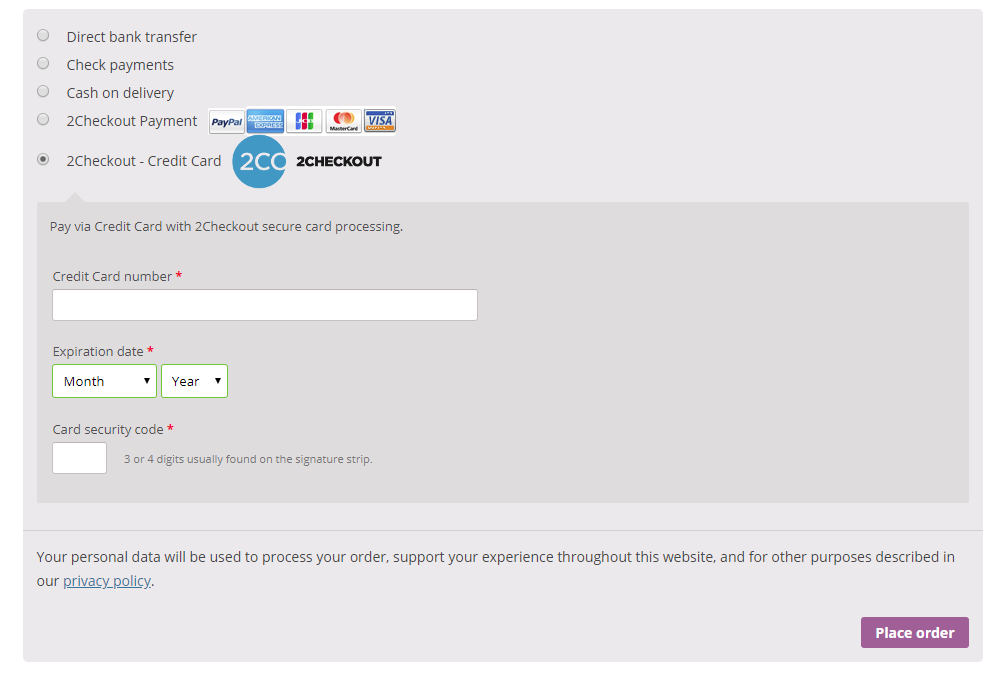 Direct bank transfer
Check payments
Cash on delivery
2Checkout Payment PayPal AMERICAN EXPRESS JCB MasterCard VISA
2Checkout - Credit Card 2CO 2CHECKOUT
Pay via Credit Card with 2Checkout secure card processing.
Credit Card number *
Expiration date *
Month Year
Card security code *
3 or 4 digits usually found on the signature strip.
Your personal data will be used to process your order, support your experience throughout this website, and for other purposes described in
our privacy policy.
Place order